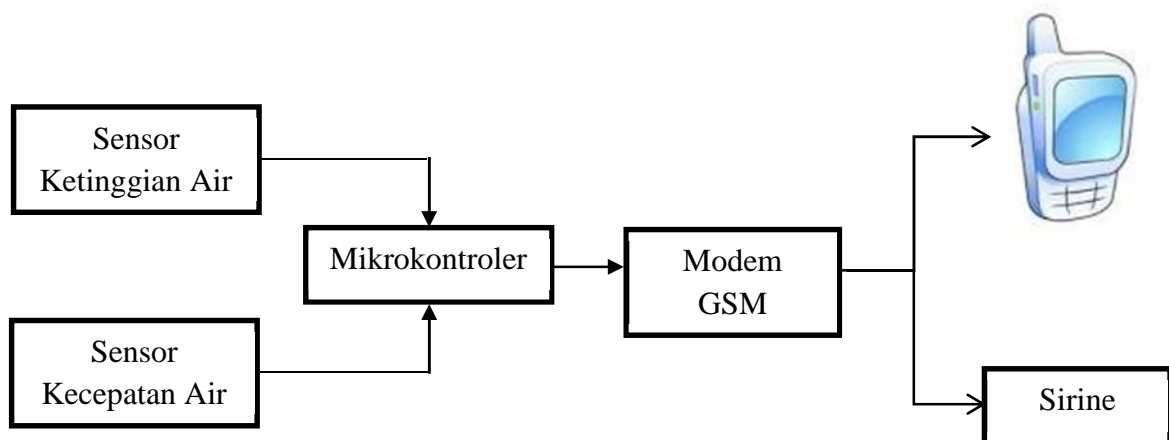 Sensor
Ketinggian Air
Mikrokontroler
Modem
GSM
Sensor
Kecepatan Air
Sirine